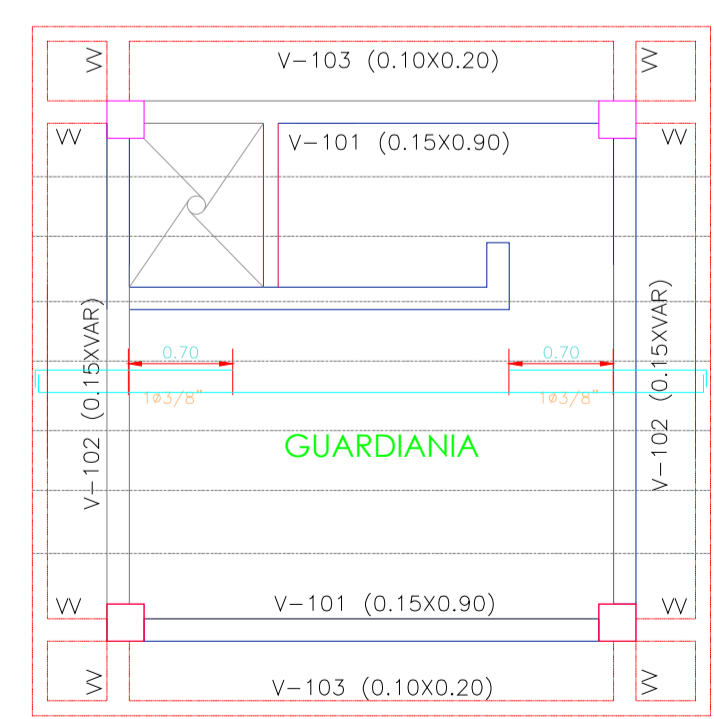 V-103 (0.10X0.20)
VV
VV
VV
VV
V-101 (0.15X0.90)
V-102 (0.15XVAR)
V-102 (0.15XVAR)
0.70
0.70
1ø3/8"
1ø3/8"
GUARDIANIA
V-101 (0.15X0.90)
VV
VV
VV
VV
V-103 (0.10X0.20)